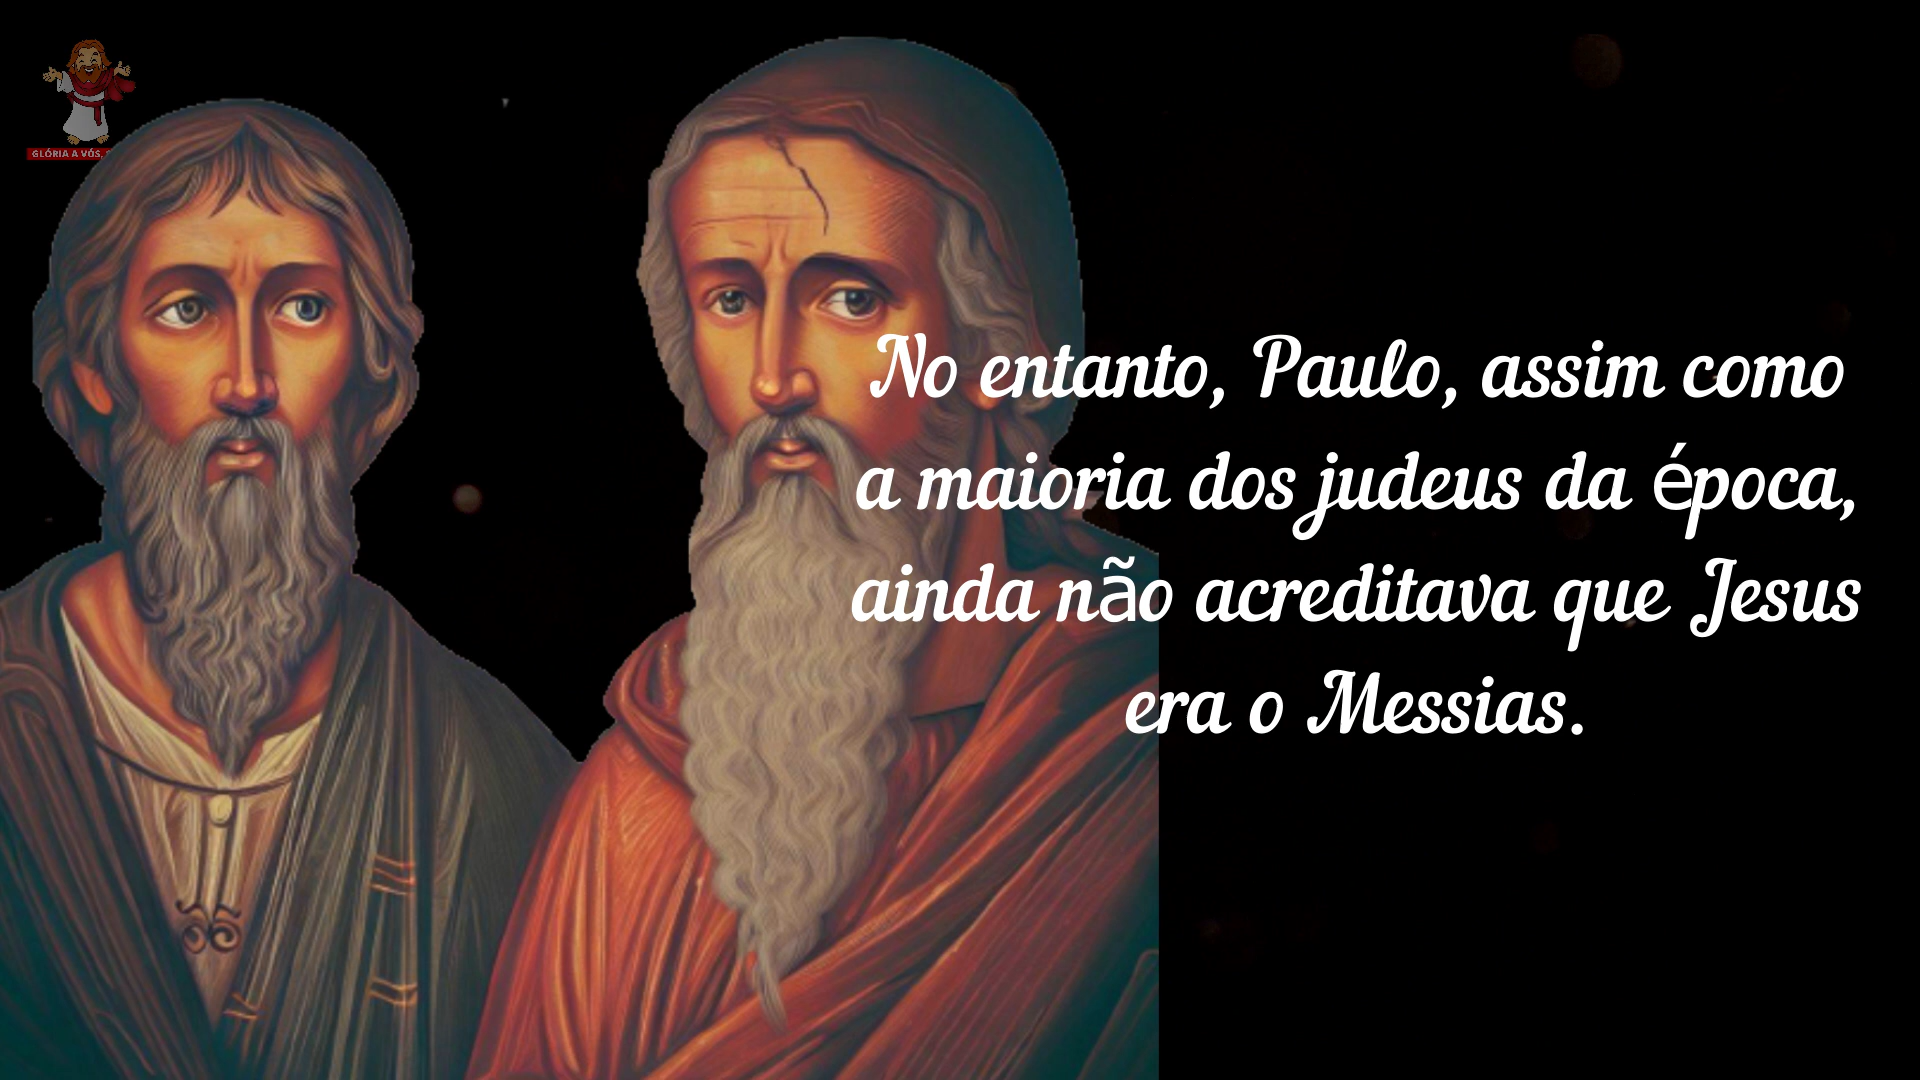 GLÓRIA A VÓS,
No entanto, Paulo, assim como
a maioria dos judeus da época,
ainda não acreditava que Jesus
era o Messias.